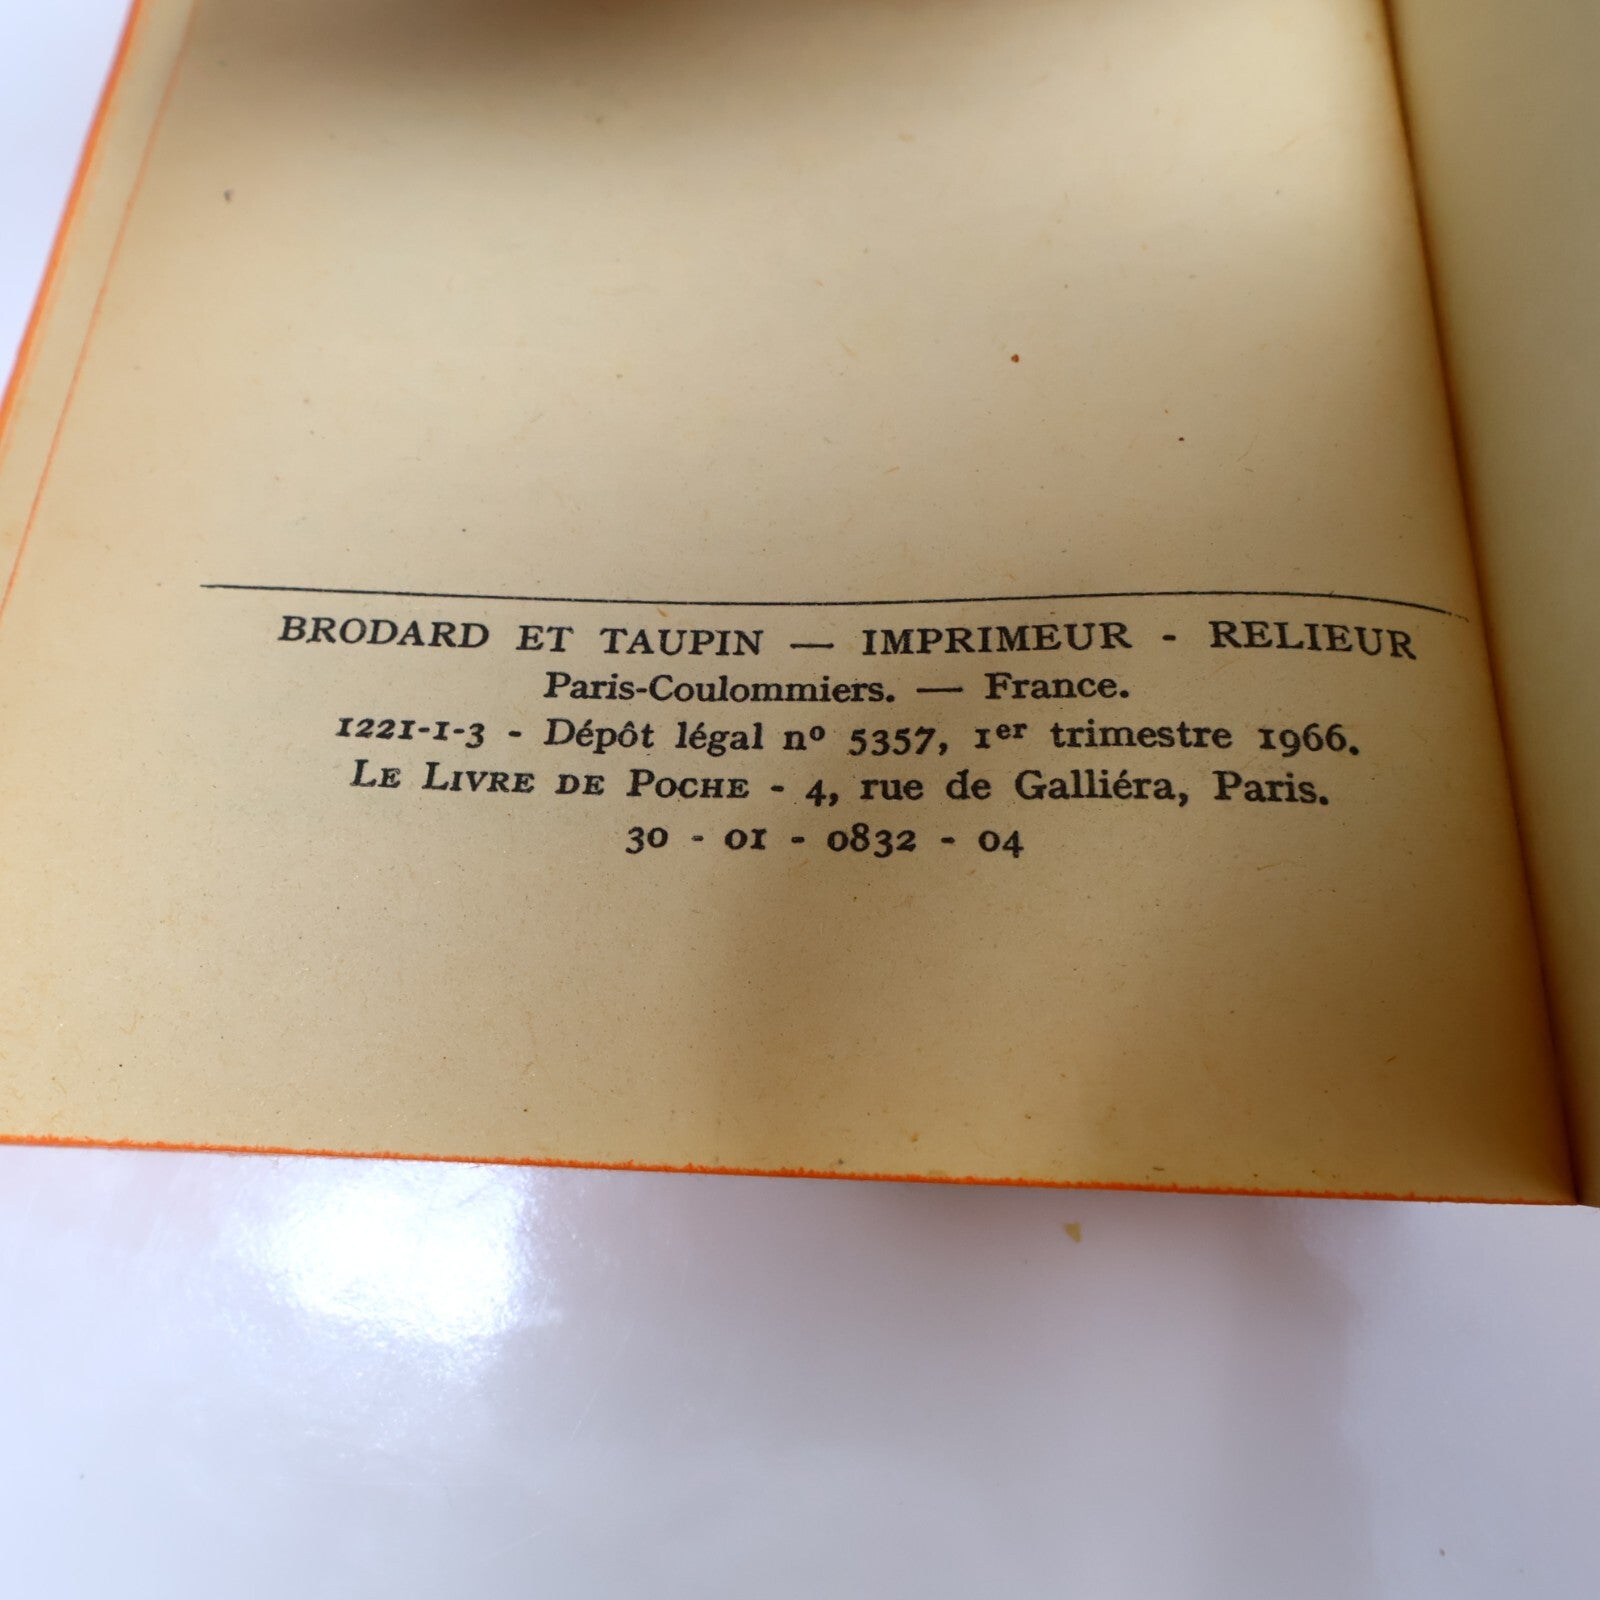 BRODARD ET TAUPIN — IMPRIMEUR - RELIEUR
Paris-Coulommiers. — France.
1221-1-3 - Dépôt légal nº 5357, 1er trimestre 1966.
LE LIVRE DE POCHE - 4, rue de Galliéra, Paris.
30 - 01 - 0832 - 04